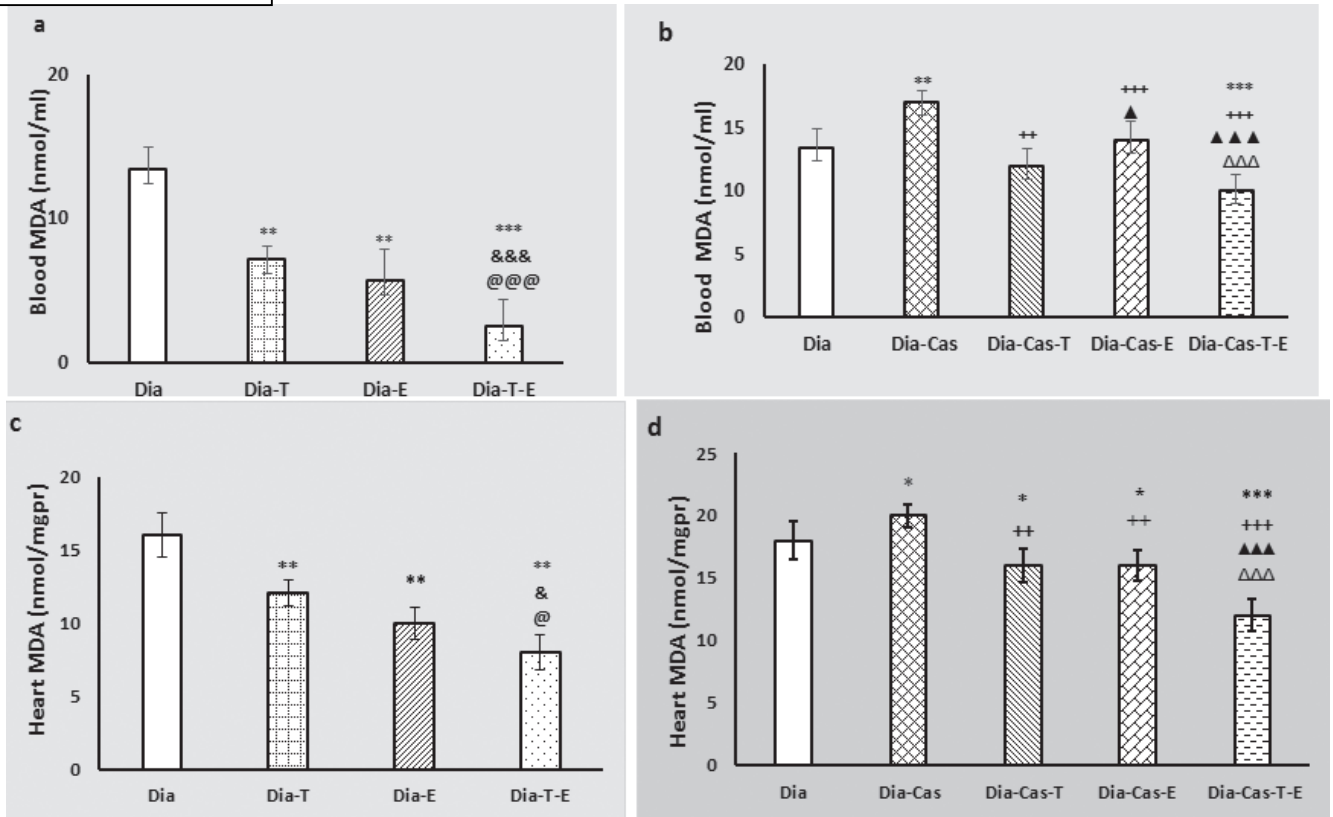 a
Blood MDA (nmol/ml)
20
10
0
**
**
***
&&&
@@@
Dia
Dia-T
Dia-E
Dia-T-E
b
Blood MDA (nmol/ml)
20
15
10
5
0
**
++
+++
▲
***
+++
▲▲▲
△△△
Dia
Dia-Cas
Dia-Cas-T
Dia-Cas-E
Dia-Cas-T-E
c
Heart MDA (nmol/mgpr)
20
15
10
5
0
**
**
**
&
@
Dia
Dia-T
Dia-E
Dia-T-E
d
Heart MDA (nmol/mgpr)
25
20
15
10
5
0
*
*
++
*
++
***
+++
▲▲▲
△△△
Dia
Dia-Cas
Dia-Cas-T
Dia-Cas-E
Dia-Cas-T-E